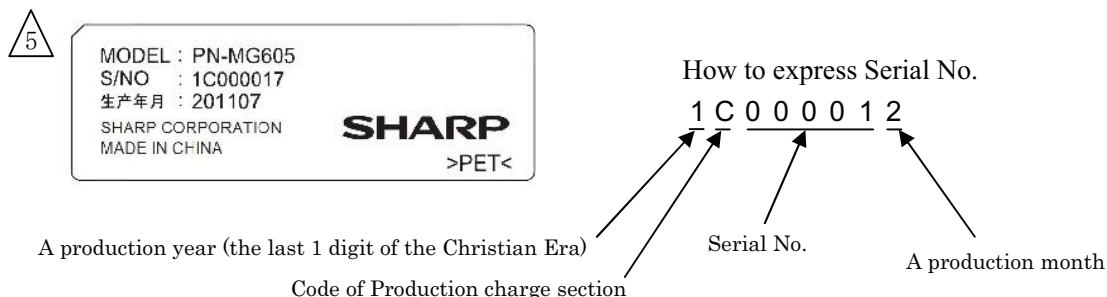 5
MODEL : PN-MG605
S/NO : 1C000017
生产年月 : 201107
SHARP CORPORATION
MADE IN CHINA
SHARP
>PET<
How to express Serial No.
1 C 0 0 0 0 1 2
A production year (the last 1 digit of the Christian Era)
Serial No.
A production month
Code of Production charge section